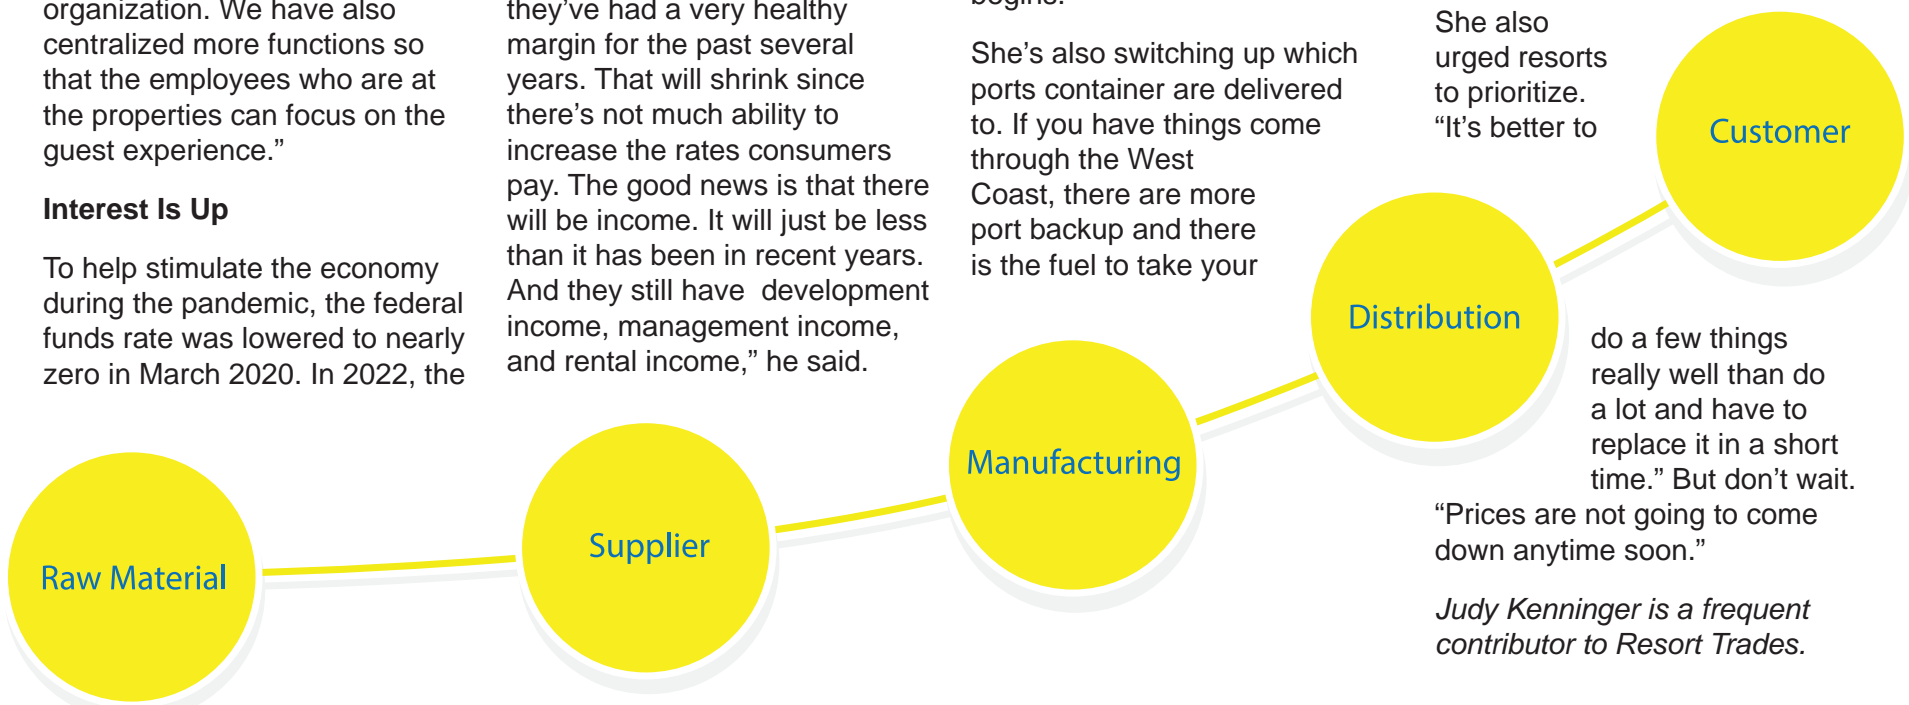 organization. We have also
centralized more functions so
that the employees who are at
the properties can focus on the
guest experience.”
Interest Is Up
To help stimulate the economy
during the pandemic, the federal
funds rate was lowered to nearly
zero in March 2020. In 2022, the
they’ve had a very healthy
margin for the past several
years. That will shrink since
there’s not much ability to
increase the rates consumers
pay. The good news is that there
will be income. It will just be less
than it has been in recent years.
And they still have  development
income, management income,
and rental income,” he said.
begins.
She’s also switching up which
ports container are delivered
to. If you have things come
through the West
Coast, there are more
port backup and there
is the fuel to take your
She also
urged resorts
to prioritize.
“It’s better to
do a few things
really well than do
a lot and have to
replace it in a short
time.” But don’t wait.
“Prices are not going to come
down anytime soon.”
Judy Kenninger is a frequent
contributor to Resort Trades.
Raw Material
Supplier
Manufacturing
Distribution
Customer